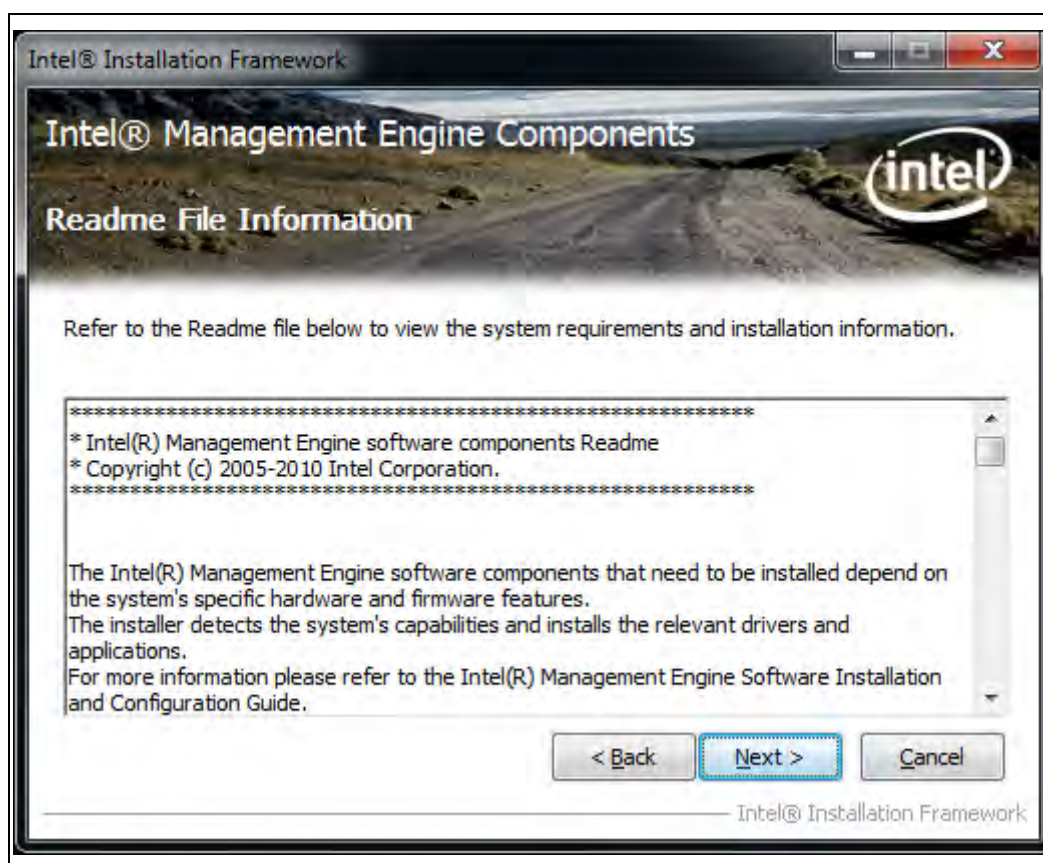 Intel® Installation Framework
Intel® Management Engine Components
intel
Readme File Information
Refer to the Readme file below to view the system requirements and installation information.
*********************************************************
* Intel(R) Management Engine software components Readme
* Copyright (c) 2005-2010 Intel Corporation.
*********************************************************
The Intel(R) Management Engine software components that need to be installed depend on
the system's specific hardware and firmware features.
The installer detects the system's capabilities and installs the relevant drivers and
applications.
For more information please refer to the Intel(R) Management Engine Software Installation
and Configuration Guide.
< Back Next > Cancel
Intel® Installation Framework